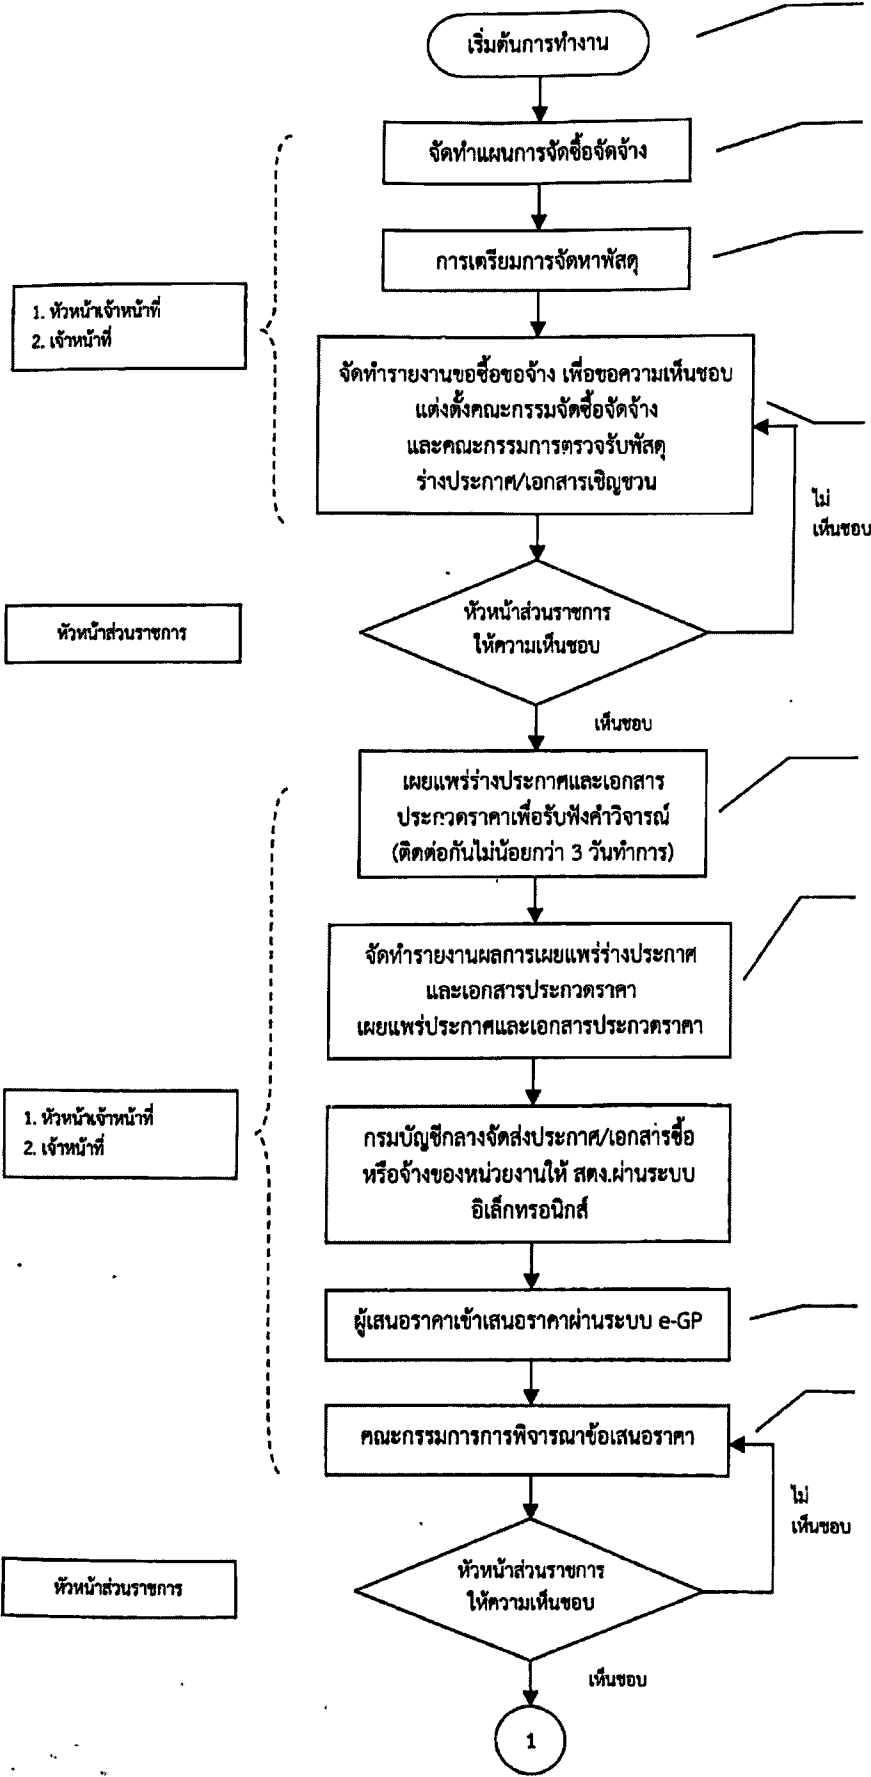 เริ่มต้นการทำงาน
จัดทำแผนการจัดซื้อจัดจ้าง
การเตรียมการจัดหาพัสดุ
1. หัวหน้าเจ้าหน้าที่
2. เจ้าหน้าที่
จัดทำรายงานขอซื้อขอจ้าง เพื่อขอความเห็นชอบ
แต่งตั้งคณะกรรมจัดซื้อจัดจ้าง
และคณะกรรมการตรวจรับพัสดุ
ร่างประกาศ/เอกสารเชิญชวน
ไม่
เห็นชอบ
หัวหน้าส่วนราชการ
หัวหน้าส่วนราชการ
ให้ความเห็นชอบ
เห็นชอบ
เผยแพร่ร่างประกาศและเอกสาร
ประกวดราคาเพื่อรับฟังคำวิจารณ์
(ติดต่อกันไม่น้อยกว่า 3 วันทำการ)
จัดทำรายงานผลการเผยแพร่ร่างประกาศ
และเอกสารประกวดราคา
เผยแพร่ประกาศและเอกสารประกวดราคา
1. หัวหน้าเจ้าหน้าที่
2. เจ้าหน้าที่
กรมบัญชีกลางจัดส่งประกาศ/เอกสารซื้อ
หรือจ้างของหน่วยงานให้ สตง.ผ่านระบบ
อิเล็กทรอนิกส์
ผู้เสนอราคาเข้าเสนอราคาผ่านระบบ e-GP
คณะกรรมการการพิจารณาข้อเสนอราคา
ไม่
เห็นชอบ
หัวหน้าส่วนราชการ
หัวหน้าส่วนราชการ
ให้ความเห็นชอบ
เห็นชอบ
1